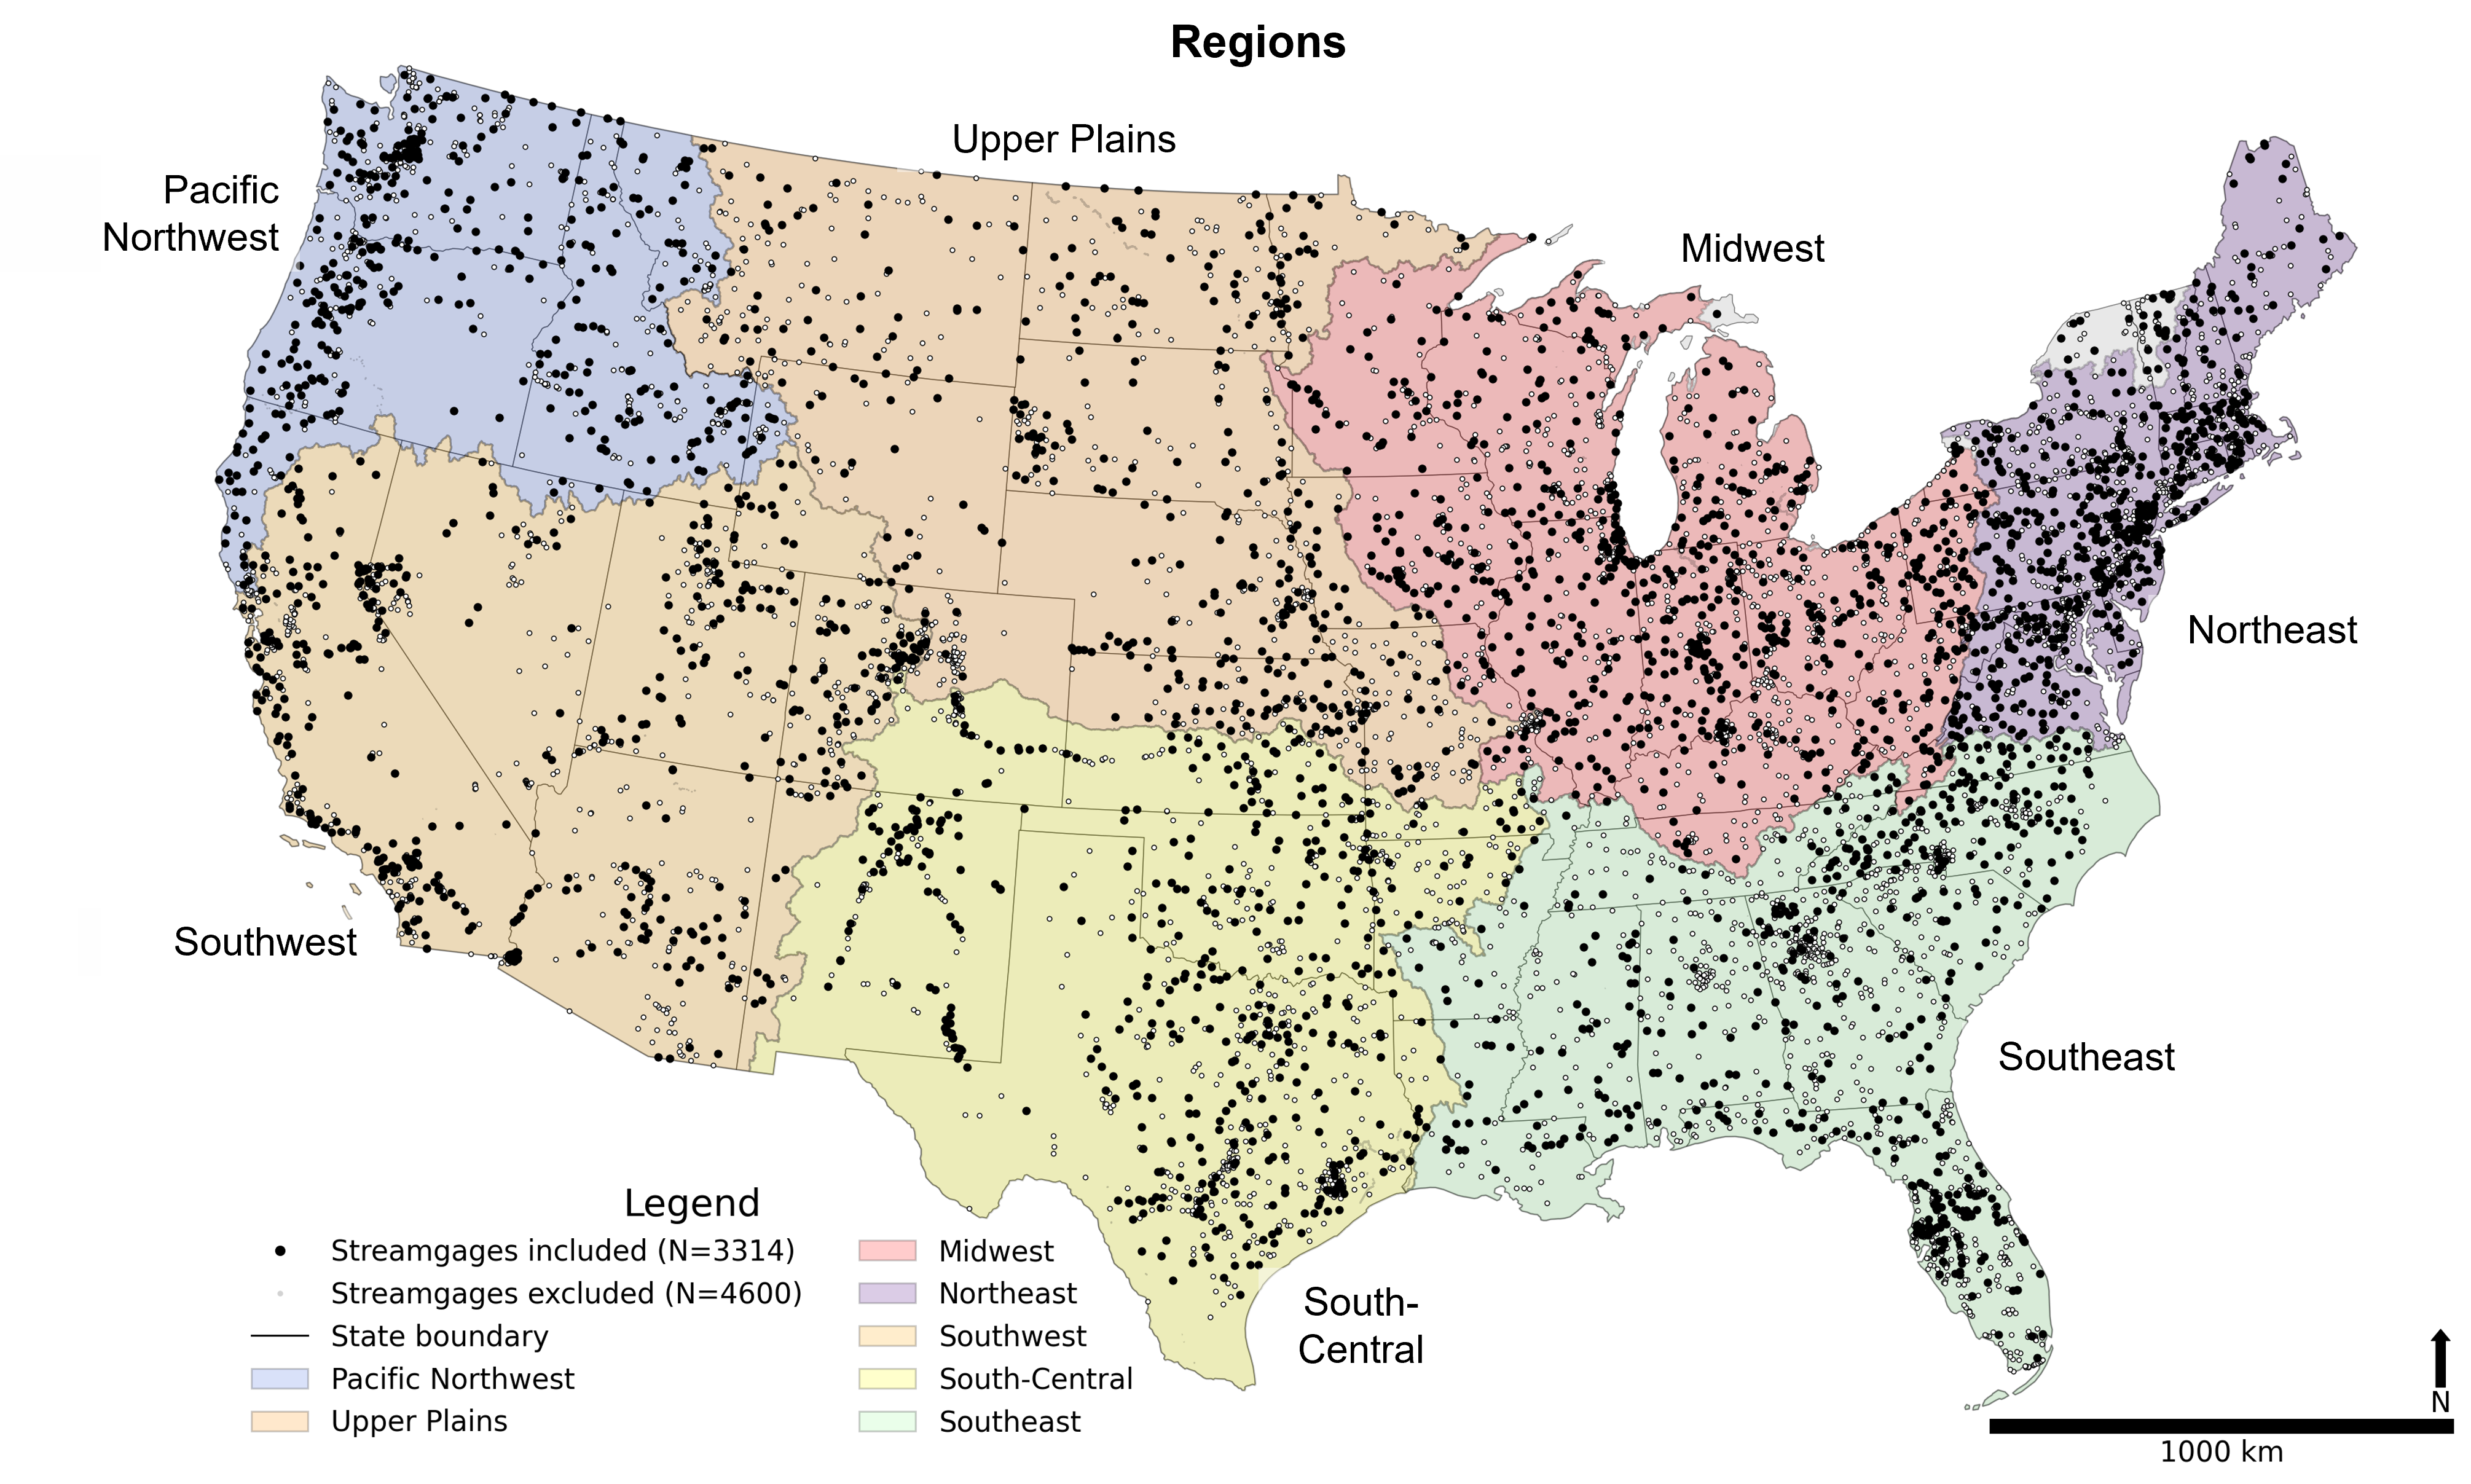 Regions
Upper Plains
Pacific
Northwest
Midwest
Northeast
Southwest
Southeast
South-
Central
Legend
Streamgages included (N=3314)
Streamgages excluded (N=4600)
State boundary
Pacific Northwest
Upper Plains
Midwest
Northeast
Southwest
South-Central
Southeast
N
1000 km